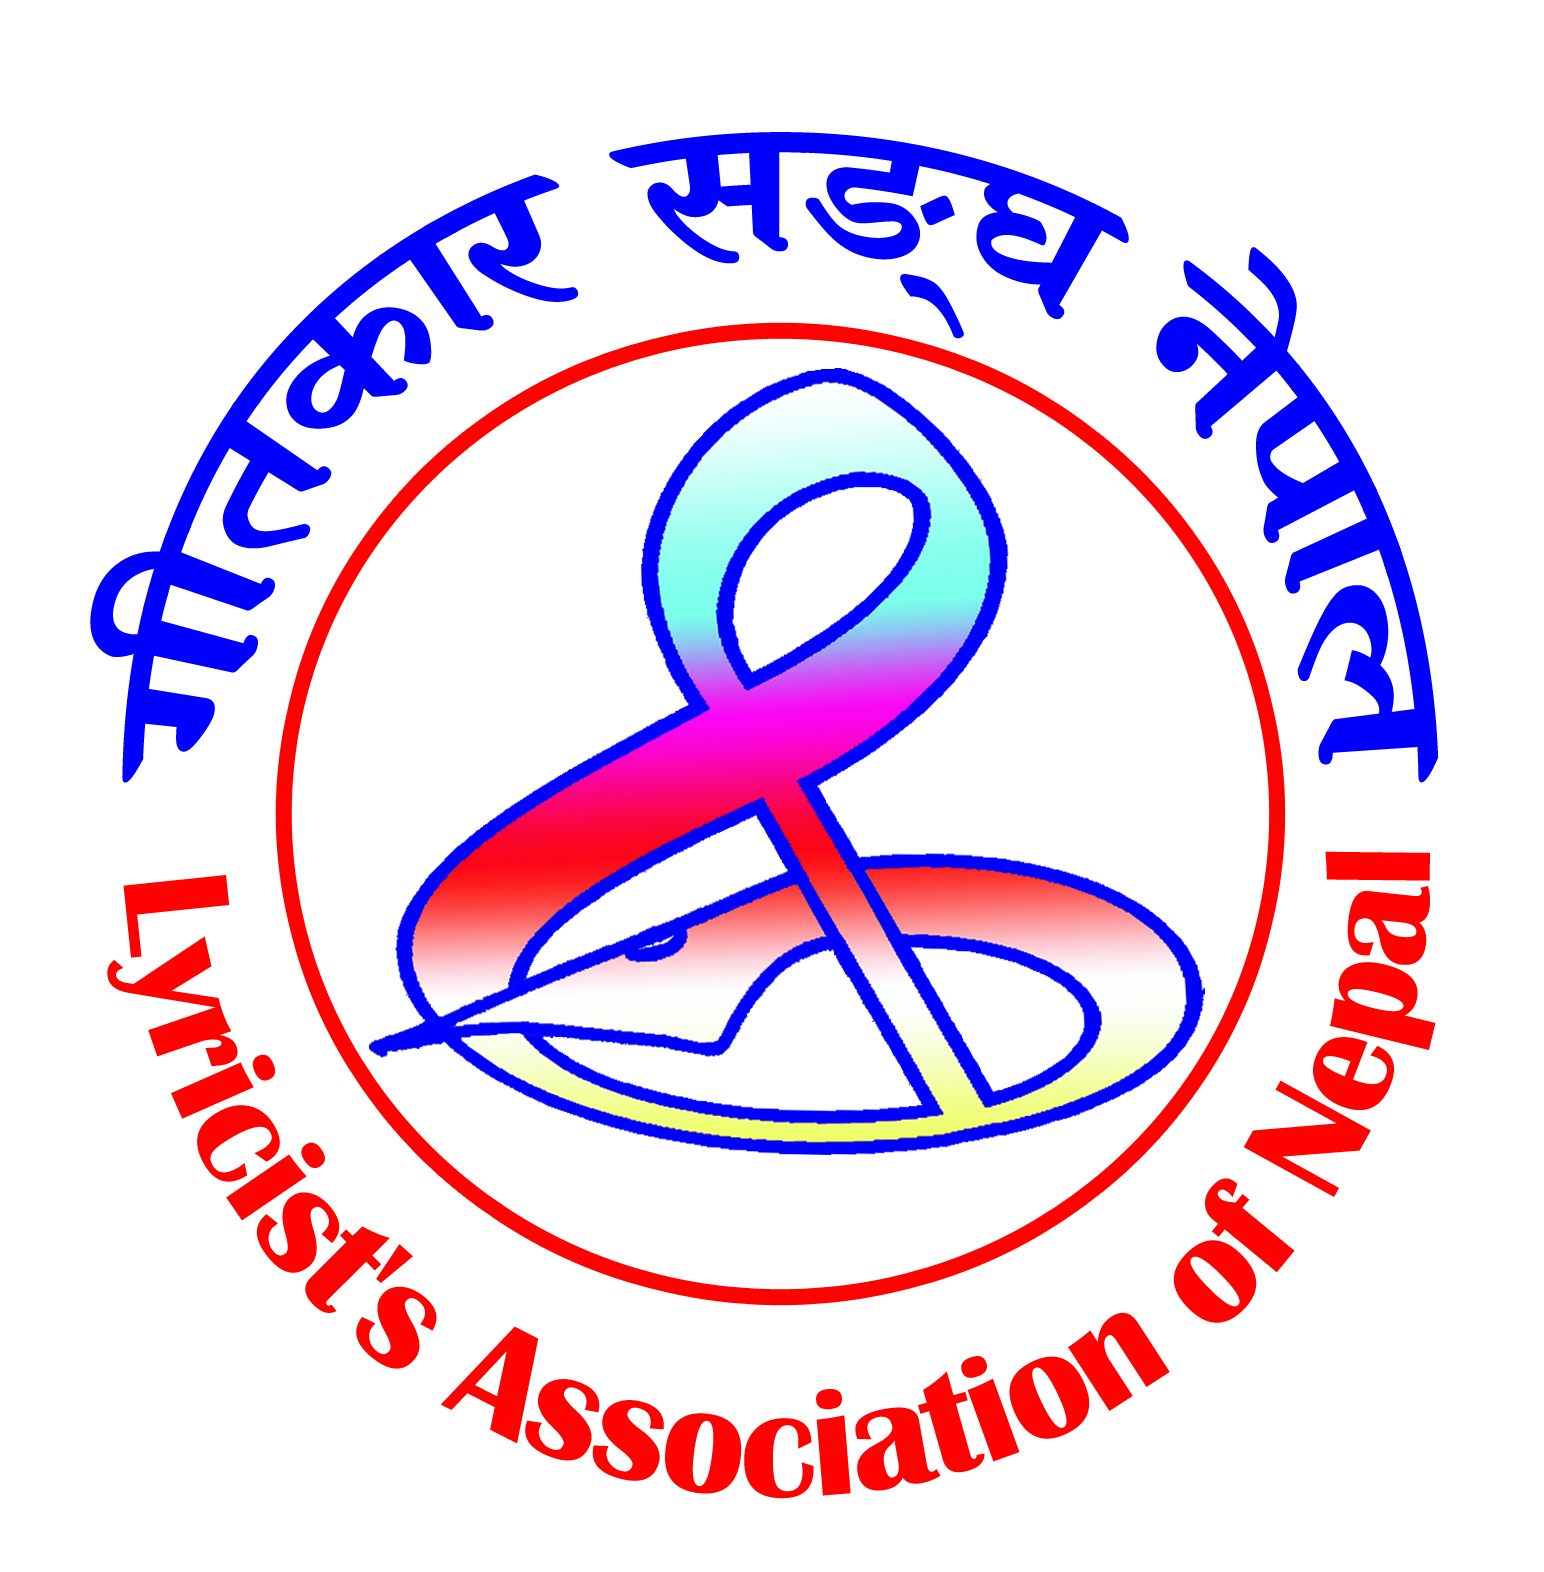 गीतकार सङ्घ नेपाल
Lyricist's Association of Nepal